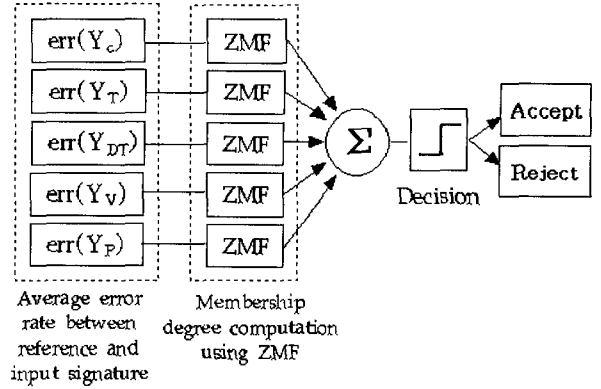 err(Y_C) ZMF
err(Y_T) ZMF
err(Y_DT) ZMF
err(Y_V) ZMF
err(Y_P) ZMF
Σ
Decision
Accept
Reject
Average error
rate between
reference and
input signature
Membership
degree computation
using ZMF